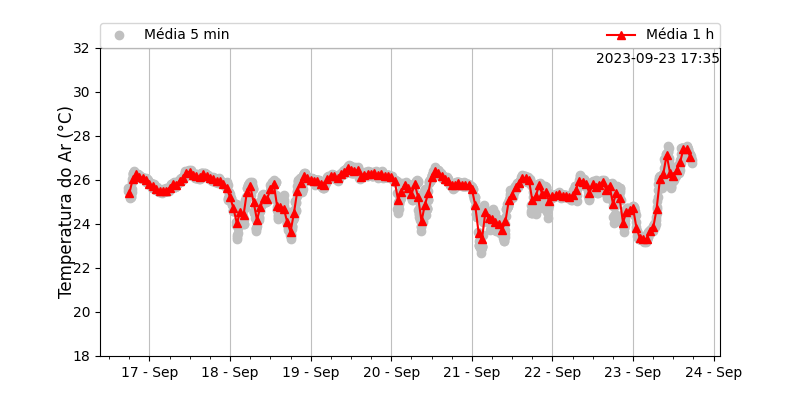 Média 5 min
Média 1 h
2023-09-23 17:35
Temperatura do Ar (°C)
32
30
28
26
24
22
20
18
17 - Sep
18 - Sep
19 - Sep
20 - Sep
21 - Sep
22 - Sep
23 - Sep
24 - Sep